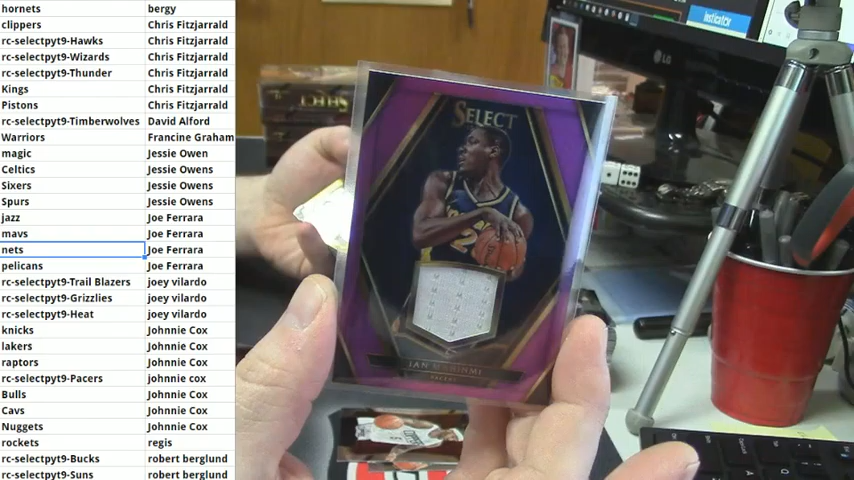 hornets bergy
clippers Chris Fitzjarrald
rc-selectpyt9-Hawks Chris Fitzjarrald
rc-selectpyt9-Wizards Chris Fitzjarrald
rc-selectpyt9-Thunder Chris Fitzjarrald
Kings Chris Fitzjarrald
Pistons Chris Fitzjarrald
rc-selectpyt9-Timberwolves David Alford
Warriors Francine Graham
magic Jessie Owen
Celtics Jessie Owens
Sixers Jessie Owens
Spurs Jessie Owens
jazz Joe Ferrara
mavs Joe Ferrara
nets Joe Ferrara
pelicans Joe Ferrara
rc-selectpyt9-Trail Blazers joey vilardo
rc-selectpyt9-Grizzlies joey vilardo
rc-selectpyt9-Heat joey vilardo
knicks Johnnie Cox
lakers Johnnie Cox
raptors Johnnie Cox
rc-selectpyt9-Pacers johnnie cox
Bulls Johnnie Cox
Cavs Johnnie Cox
Nuggets Johnnie Cox
rockets regis
rc-selectpyt9-Bucks robert berglund
rc-selectpyt9-Suns robert berglund
SELECT
IAN MAHINMI
PACERS
LG